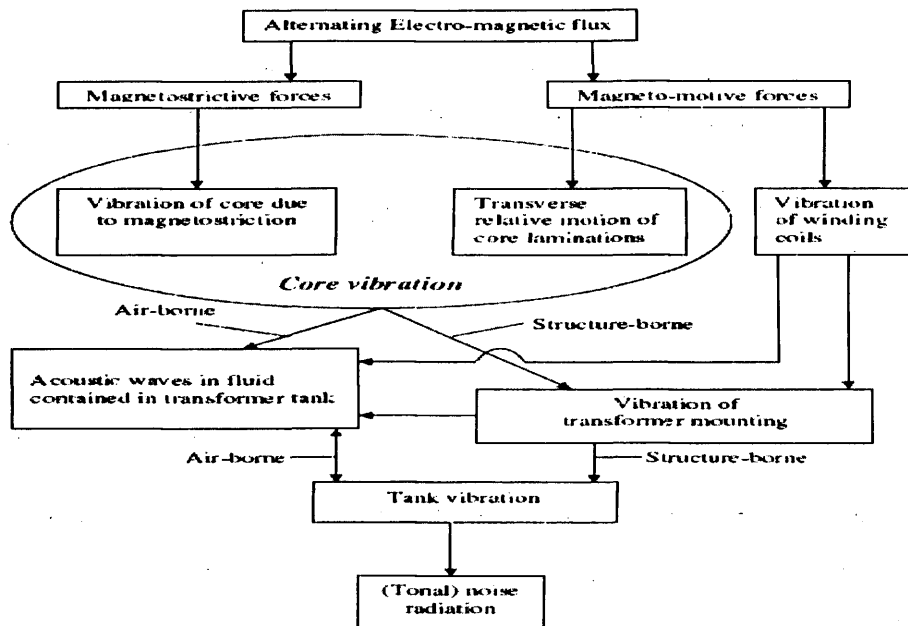 Alternating Electro-magnetic flux
Magnetostrictive forces
Magneto-motive forces
Vibration of core due
to magnetostriction
Transverse
relative motion of
core laminations
Vibration
of winding
coils
Core vibration
Air-borne
Structure-borne
Acoustic waves in fluid
contained in transformer tank
Vibration of
transformer mounting
Air-borne
Structure-borne
Tank vibration
(Tonal) noise
radiation